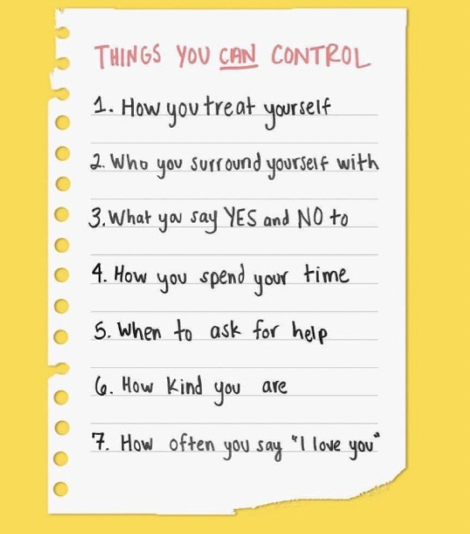 THINGS YOU CAN CONTROL
1. How you treat yourself
2. Who you surround yourself with
3. What you say YES and NO to
4. How you spend your time
5. When to ask for help
6. How kind you are
7. How often you say "I love you"